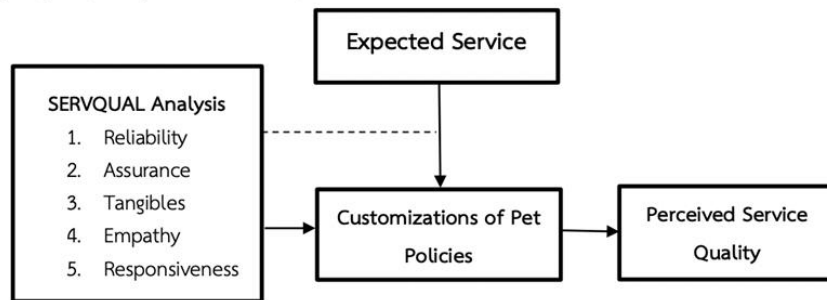 Expected Service
SERVQUAL Analysis
1. Reliability
2. Assurance
3. Tangibles
4. Empathy
5. Responsiveness
Customizations of Pet
Policies
Perceived Service
Quality